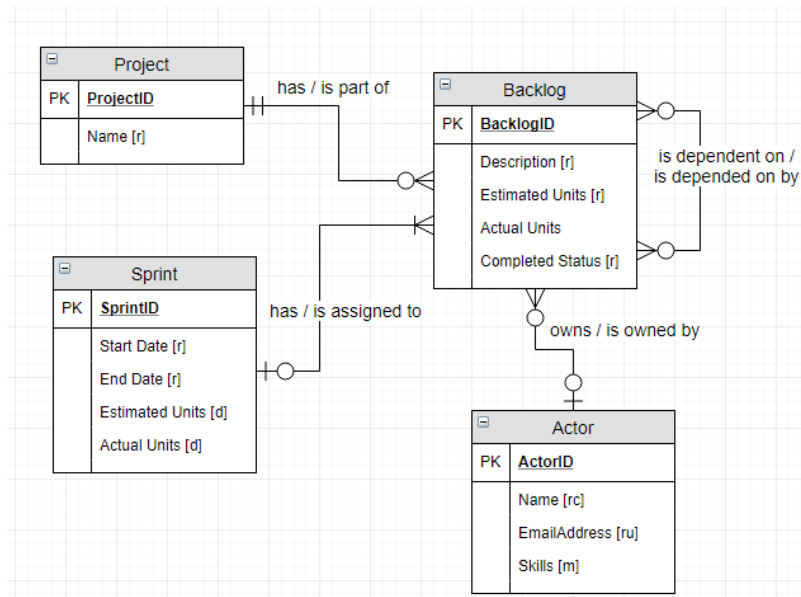 Project
PK ProjectID
Name [r]
has / is part of
Backlog
PK BacklogID
Description [r]
Estimated Units [r]
Actual Units
Completed Status [r]
is dependent on /
is depended on by
Sprint
PK SprintID
Start Date [r]
End Date [r]
Estimated Units [d]
Actual Units [d]
has / is assigned to
owns / is owned by
Actor
PK ActorID
Name [rc]
EmailAddress [ru]
Skills [m]